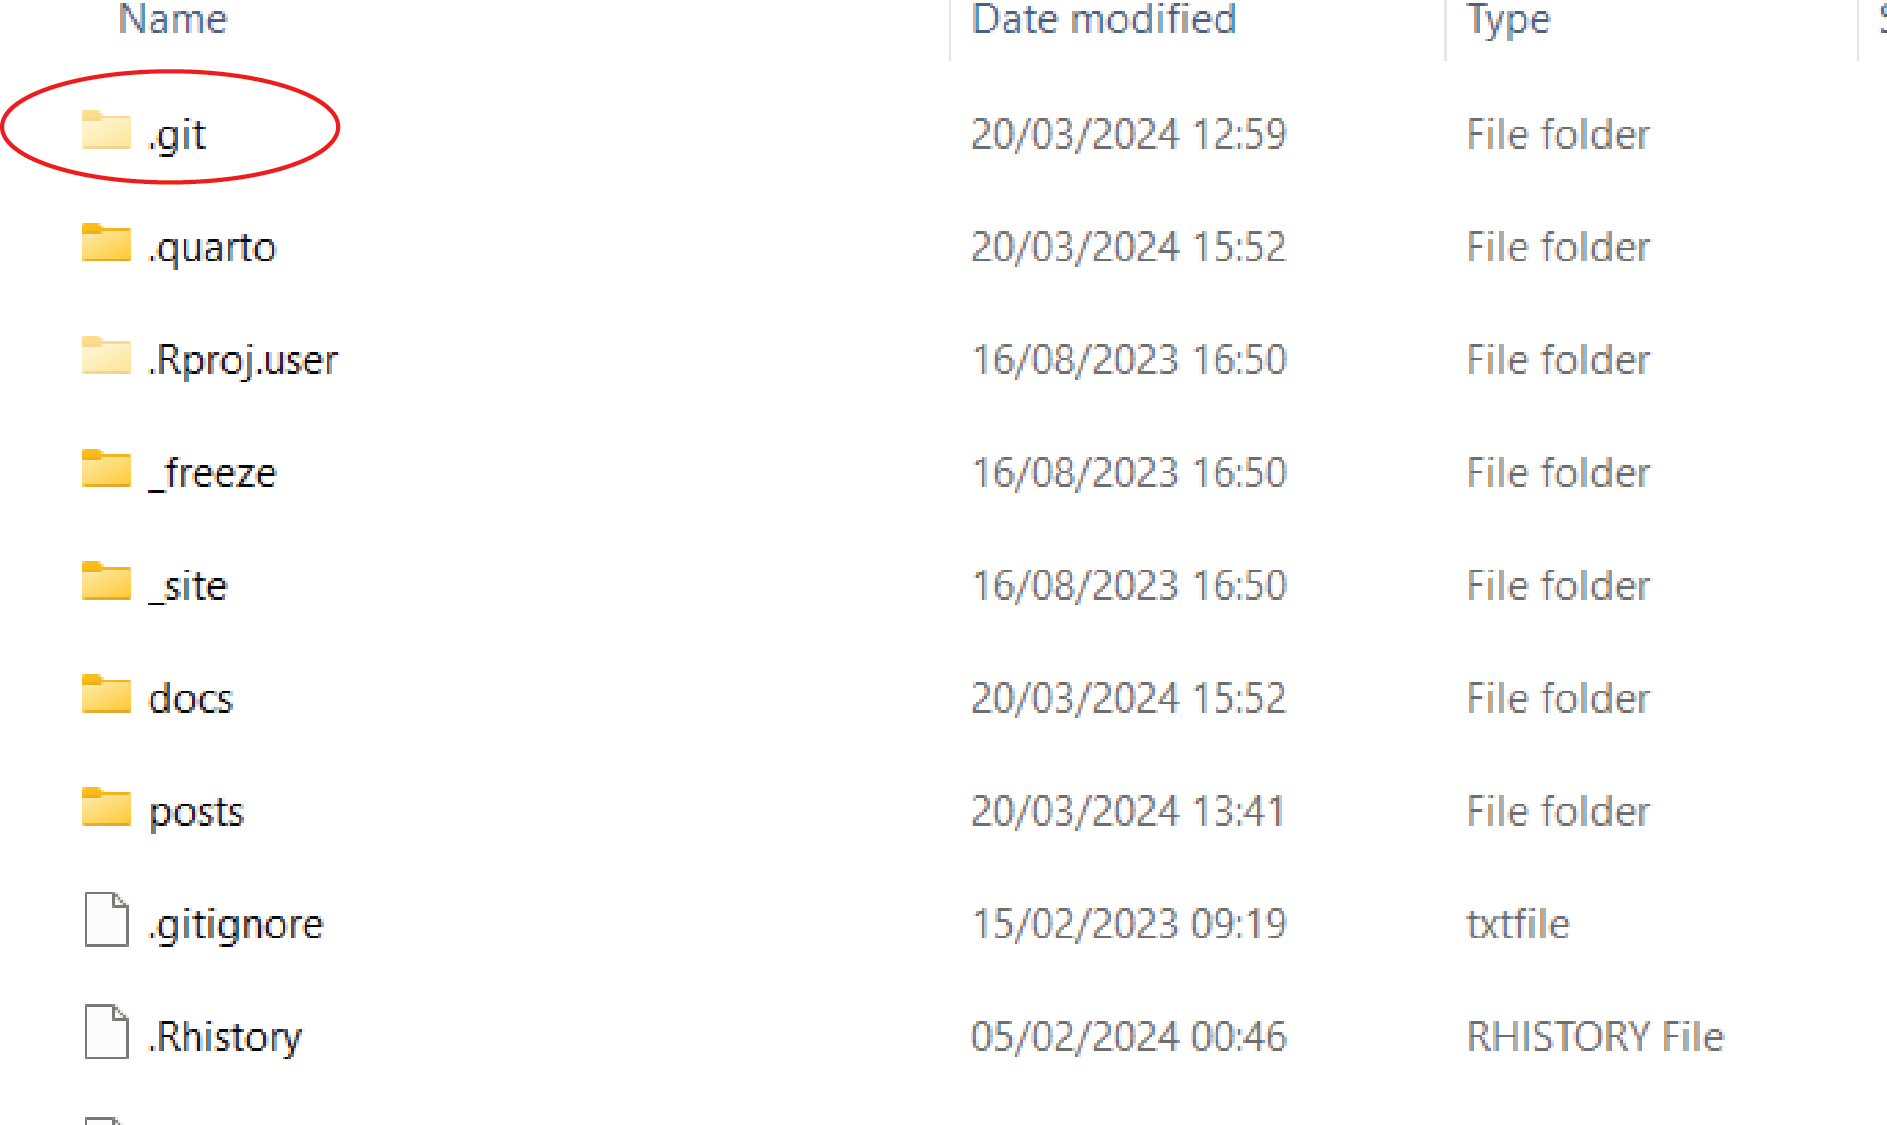 Name Date modified Type S
.git 20/03/2024 12:59 File folder
.quarto 20/03/2024 15:52 File folder
.Rproj.user 16/08/2023 16:50 File folder
_freeze 16/08/2023 16:50 File folder
_site 16/08/2023 16:50 File folder
docs 20/03/2024 15:52 File folder
posts 20/03/2024 13:41 File folder
.gitignore 15/02/2023 09:19 txtfile
.Rhistory 05/02/2024 00:46 RHISTORY File